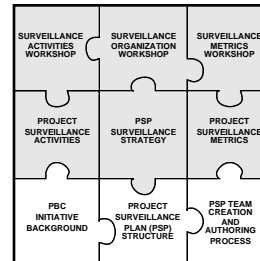 SURVEILLANCE
ACTIVITIES
WORKSHOP
SURVEILLANCE
ORGANIZATION
WORKSHOP
SURVEILLANCE
METRICS
WORKSHOP
PROJECT
SURVEILLANCE
ACTIVITIES
PSP
SURVEILLANCE
STRATEGY
PROJECT
SURVEILLANCE
METRICS
PBC
INITIATIVE
BACKGROUND
PROJECT
SURVEILLANCE
PLAN (PSP)
STRUCTURE
PSP TEAM
CREATION
AND
AUTHORING
PROCESS